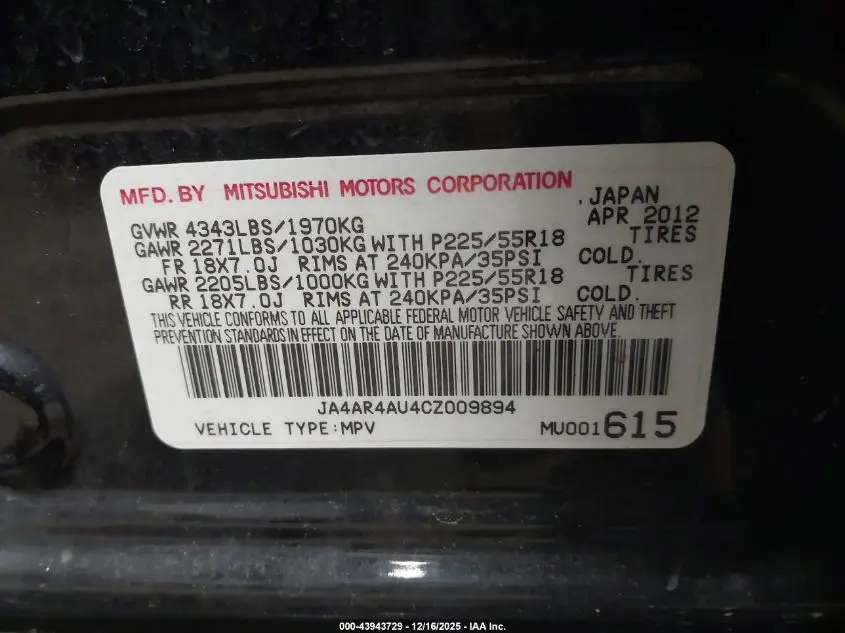 MFD. BY MITSUBISHI MOTORS CORPORATION , JAPAN
GVWR 4343LBS/1970KG APR 2012
GAWR 2271LBS/1030KG WITH P225/55R18 TIRES
FR 18X7.0J RIMS AT 240KPA/35PSI COLD.
GAWR 2205LBS/1000KG WITH P225/55R18 TIRES
RR 18X7.0J RIMS AT 240KPA/35PSI COLD.
THIS VEHICLE CONFORMS TO ALL APPLICABLE FEDERAL MOTOR VEHICLE SAFETY AND THEFT
PREVENTION STANDARDS IN EFFECT ON THE DATE OF MANUFACTURE SHOWN ABOVE.
JA4AR4AU4CZ009894
VEHICLE TYPE:MPV MU001615
000-43943729 - 12/16/2025 - IAA Inc.